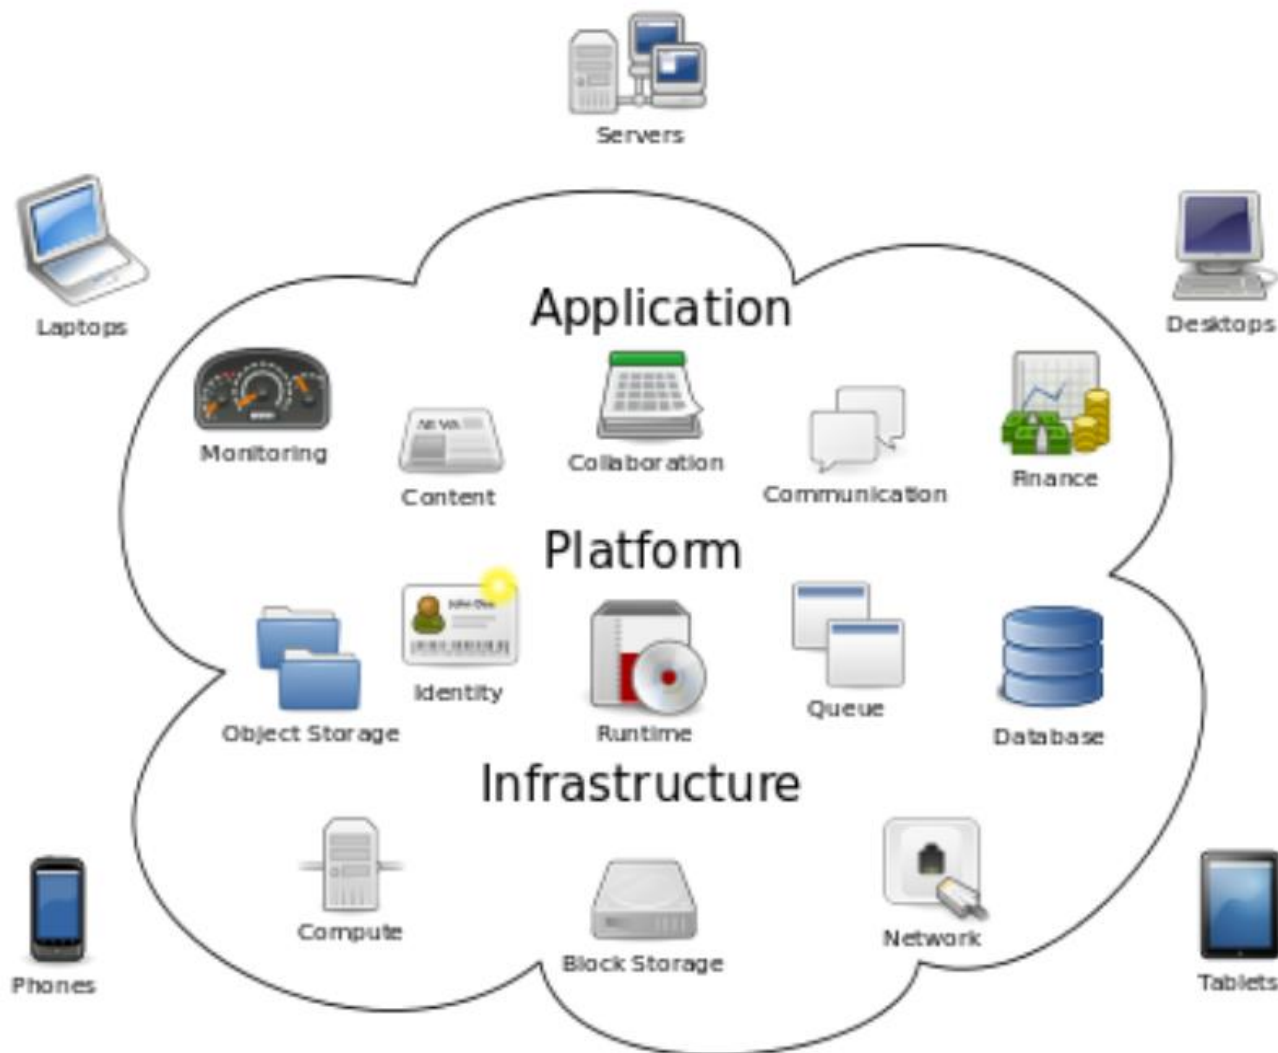 Servers
Laptops
Desktops
Application
Monitoring
Content
Collaboration
Communication
Finance
Platform
Object Storage
Identity
Runtime
Queue
Database
Infrastructure
Compute
Block Storage
Network
Phones
Tablets